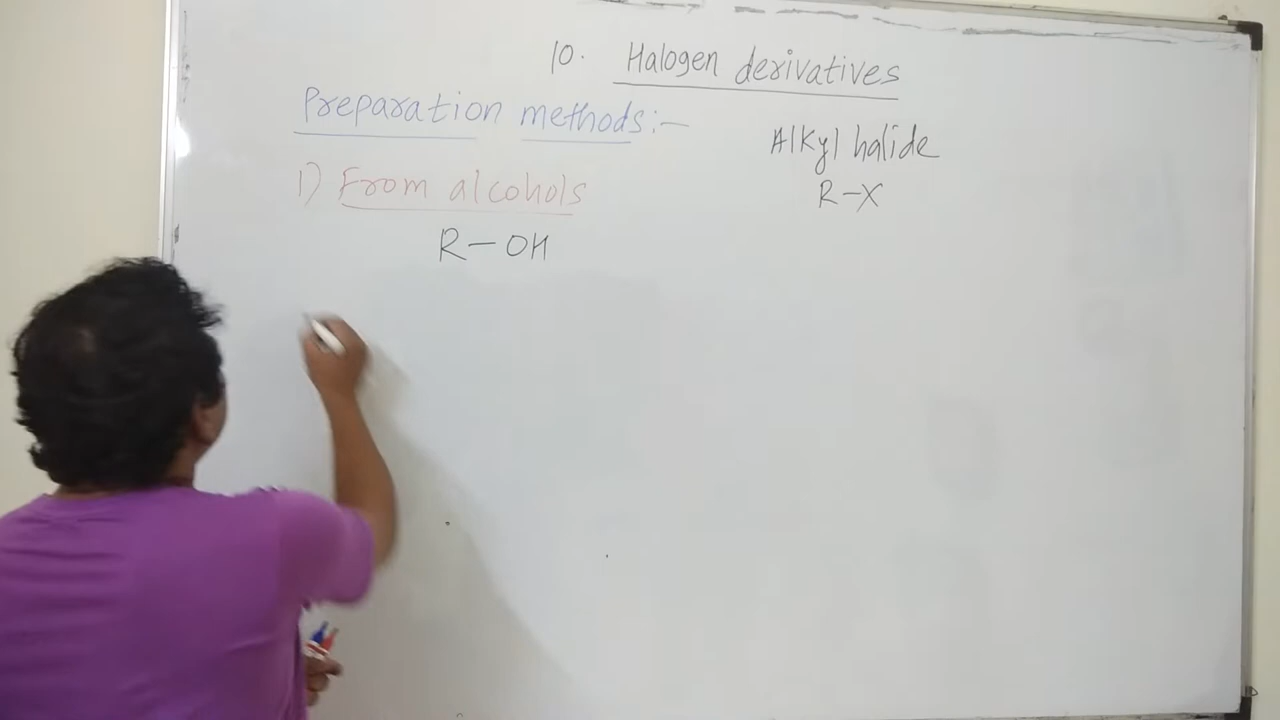 10. Halogen derivatives
Preparation methods:-
Alkyl halide
R-X
1) From alcohols
R-OH